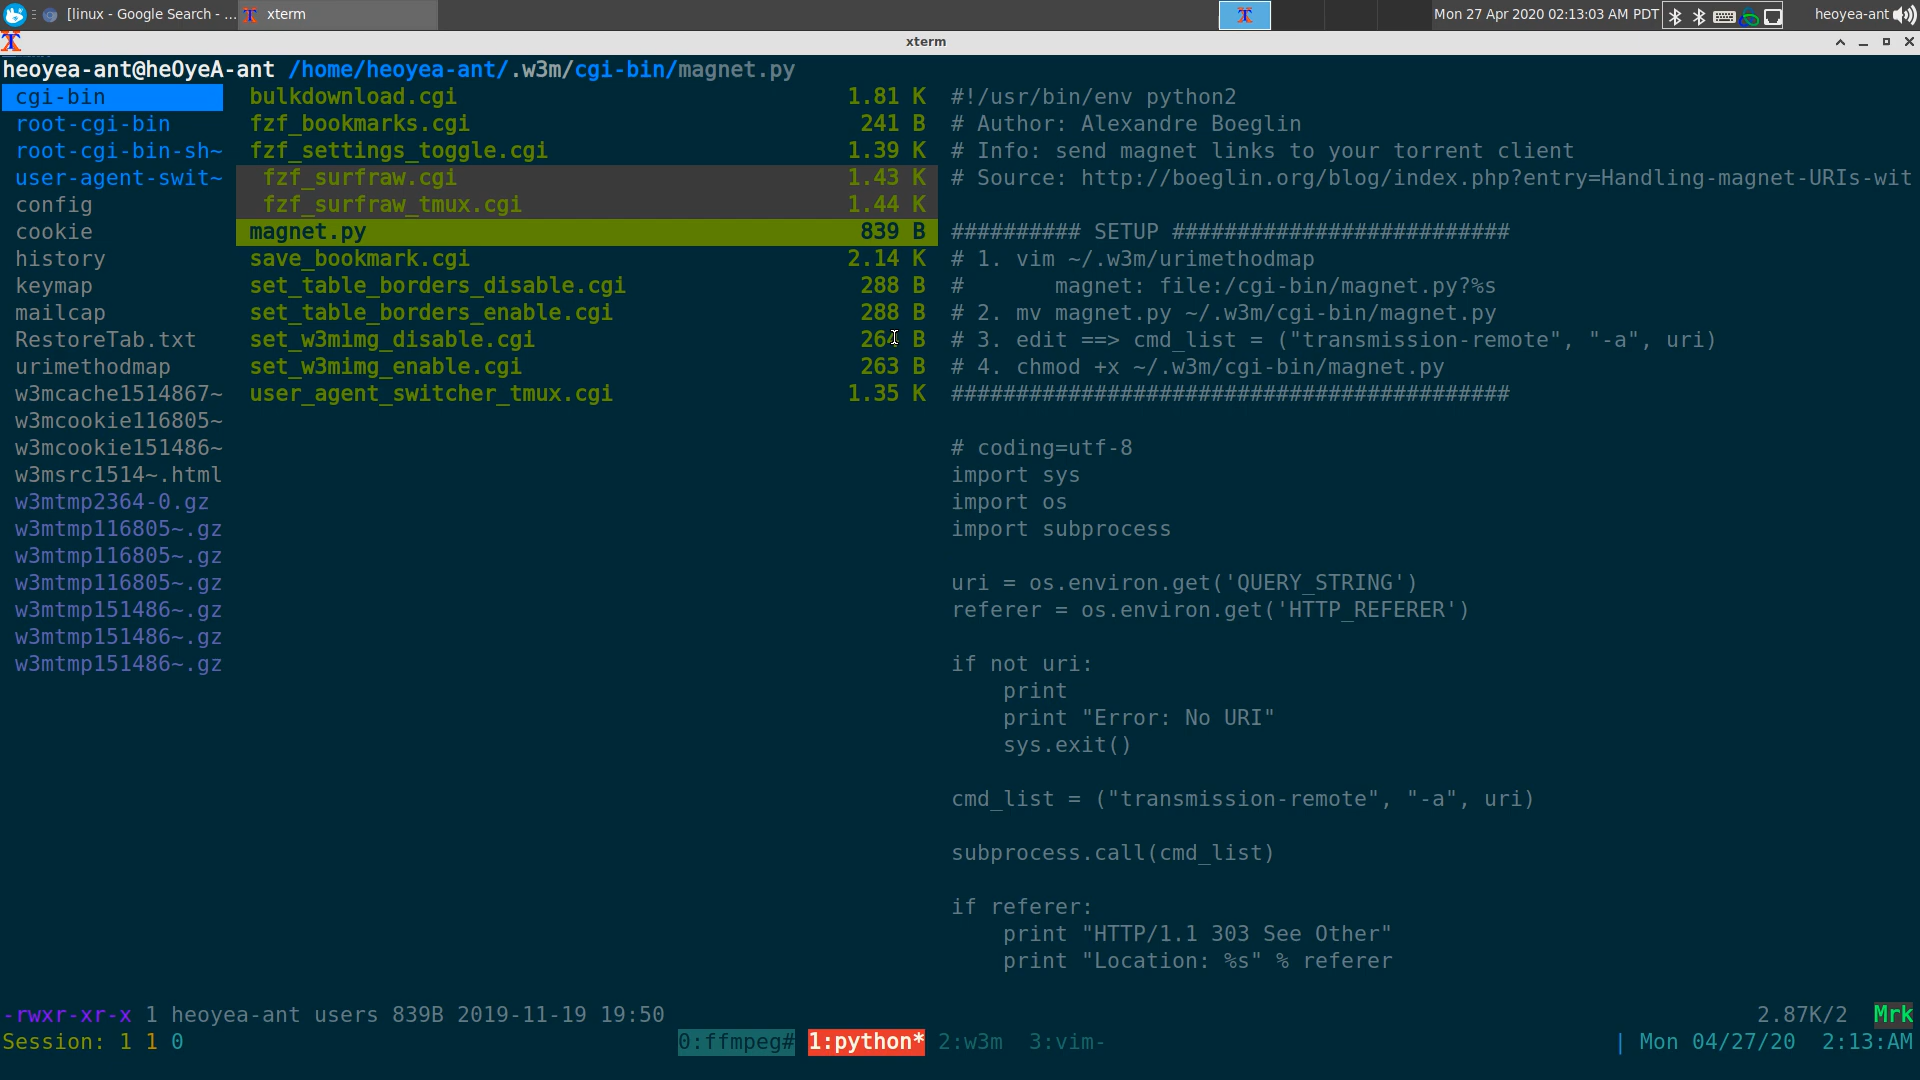 [linux - Google Search - ...
xterm
Mon 27 Apr 2020 02:13:03 AM PDT
heoyea-ant
xterm
heoyea-ant@heOyeA-ant /home/heoyea-ant/.w3m/cgi-bin/magnet.py
cgi-bin
root-cgi-bin
root-cgi-bin-sh~
user-agent-swit~
config
cookie
history
keymap
mailcap
RestoreTab.txt
urimethodmap
w3mcache1514867~
w3mcookie116805~
w3mcookie151486~
w3msrc1514~.html
w3mtmp2364-0.gz
w3mtmp116805~.gz
w3mtmp116805~.gz
w3mtmp116805~.gz
w3mtmp151486~.gz
w3mtmp151486~.gz
w3mtmp151486~.gz
bulkdownload.cgi 1.81 K
fzf_bookmarks.cgi 241 B
fzf_settings_toggle.cgi 1.39 K
fzf_surfraw.cgi 1.43 K
fzf_surfraw_tmux.cgi 1.44 K
magnet.py 839 B
save_bookmark.cgi 2.14 K
set_table_borders_disable.cgi 288 B
set_table_borders_enable.cgi 288 B
set_w3mimg_disable.cgi 264 B
set_w3mimg_enable.cgi 263 B
user_agent_switcher_tmux.cgi 1.35 K
#!/usr/bin/env python2
# Author: Alexandre Boeglin
# Info: send magnet links to your torrent client
# Source: http://boeglin.org/blog/index.php?entry=Handling-magnet-URIs-wit
########## SETUP ##########################
# 1. vim ~/.w3m/urimethodmap
#       magnet: file:/cgi-bin/magnet.py?%s
# 2. mv magnet.py ~/.w3m/cgi-bin/magnet.py
# 3. edit ==> cmd_list = ("transmission-remote", "-a", uri)
# 4. chmod +x ~/.w3m/cgi-bin/magnet.py
###########################################
# coding=utf-8
import sys
import os
import subprocess
uri = os.environ.get('QUERY_STRING')
referer = os.environ.get('HTTP_REFERER')
if not uri:
    print
    print "Error: No URI"
    sys.exit()
cmd_list = ("transmission-remote", "-a", uri)
subprocess.call(cmd_list)
if referer:
    print "HTTP/1.1 303 See Other"
    print "Location: %s" % referer
-rwxr-xr-x 1 heoyea-ant users 839B 2019-11-19 19:50 2.87K/2 Mrk
Session: 1 1 0 0:ffmpeg# 1:python* 2:w3m 3:vim- | Mon 04/27/20 2:13:AM